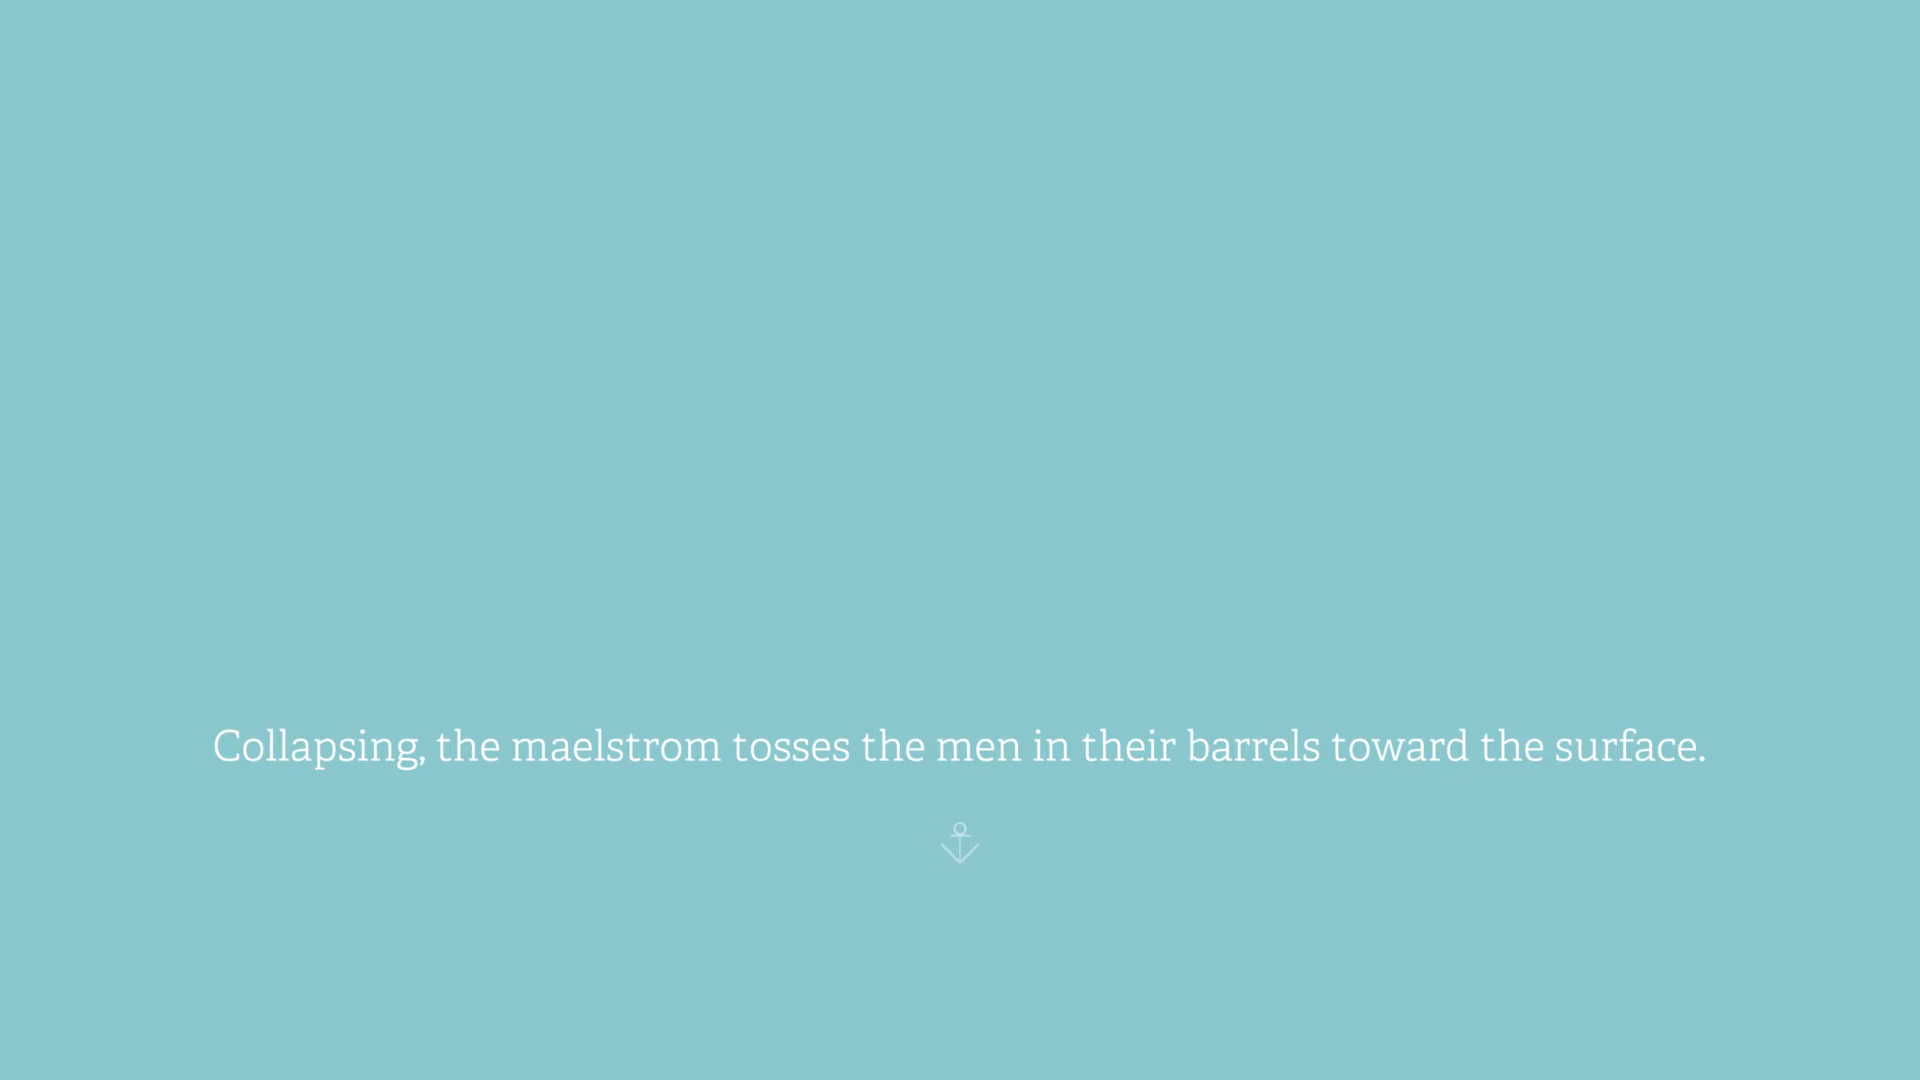 Collapsing, the maelstrom tosses the men in their barrels toward the surface.